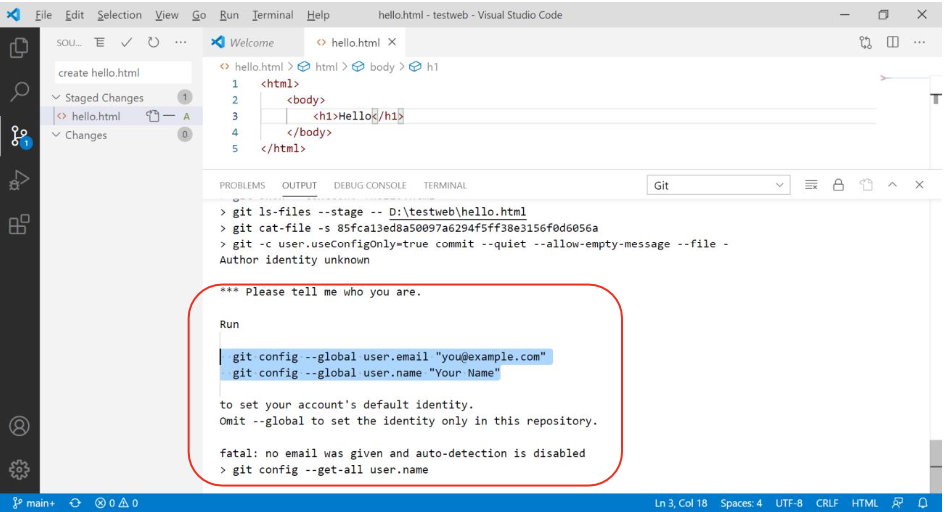 File Edit Selection View Go Run Terminal Help hello.html - testweb - Visual Studio Code
SOU...
Welcome
<> hello.html
create hello.html
hello.html > html > body > h1
Staged Changes 1
<> hello.html A
Changes 0
1 <html>
2 <body>
3 <h1>Hello</h1>
4 </body>
5 </html>
1
PROBLEMS OUTPUT DEBUG CONSOLE TERMINAL Git
> git ls-files --stage -- D:\testweb\hello.html
> git cat-file -s 85fca13ed8a50097a6294f5ff38e3156f0d6056a
> git -c user.useConfigOnly=true commit --quiet --allow-empty-message --file -
Author identity unknown
*** Please tell me who you are.
Run
git config --global user.email "you@example.com"
git config --global user.name "Your Name"
to set your account's default identity.
Omit --global to set the identity only in this repository.
fatal: no email was given and auto-detection is disabled
> git config --get-all user.name
main+ 0 0 Ln 3, Col 18 Spaces: 4 UTF-8 CRLF HTML